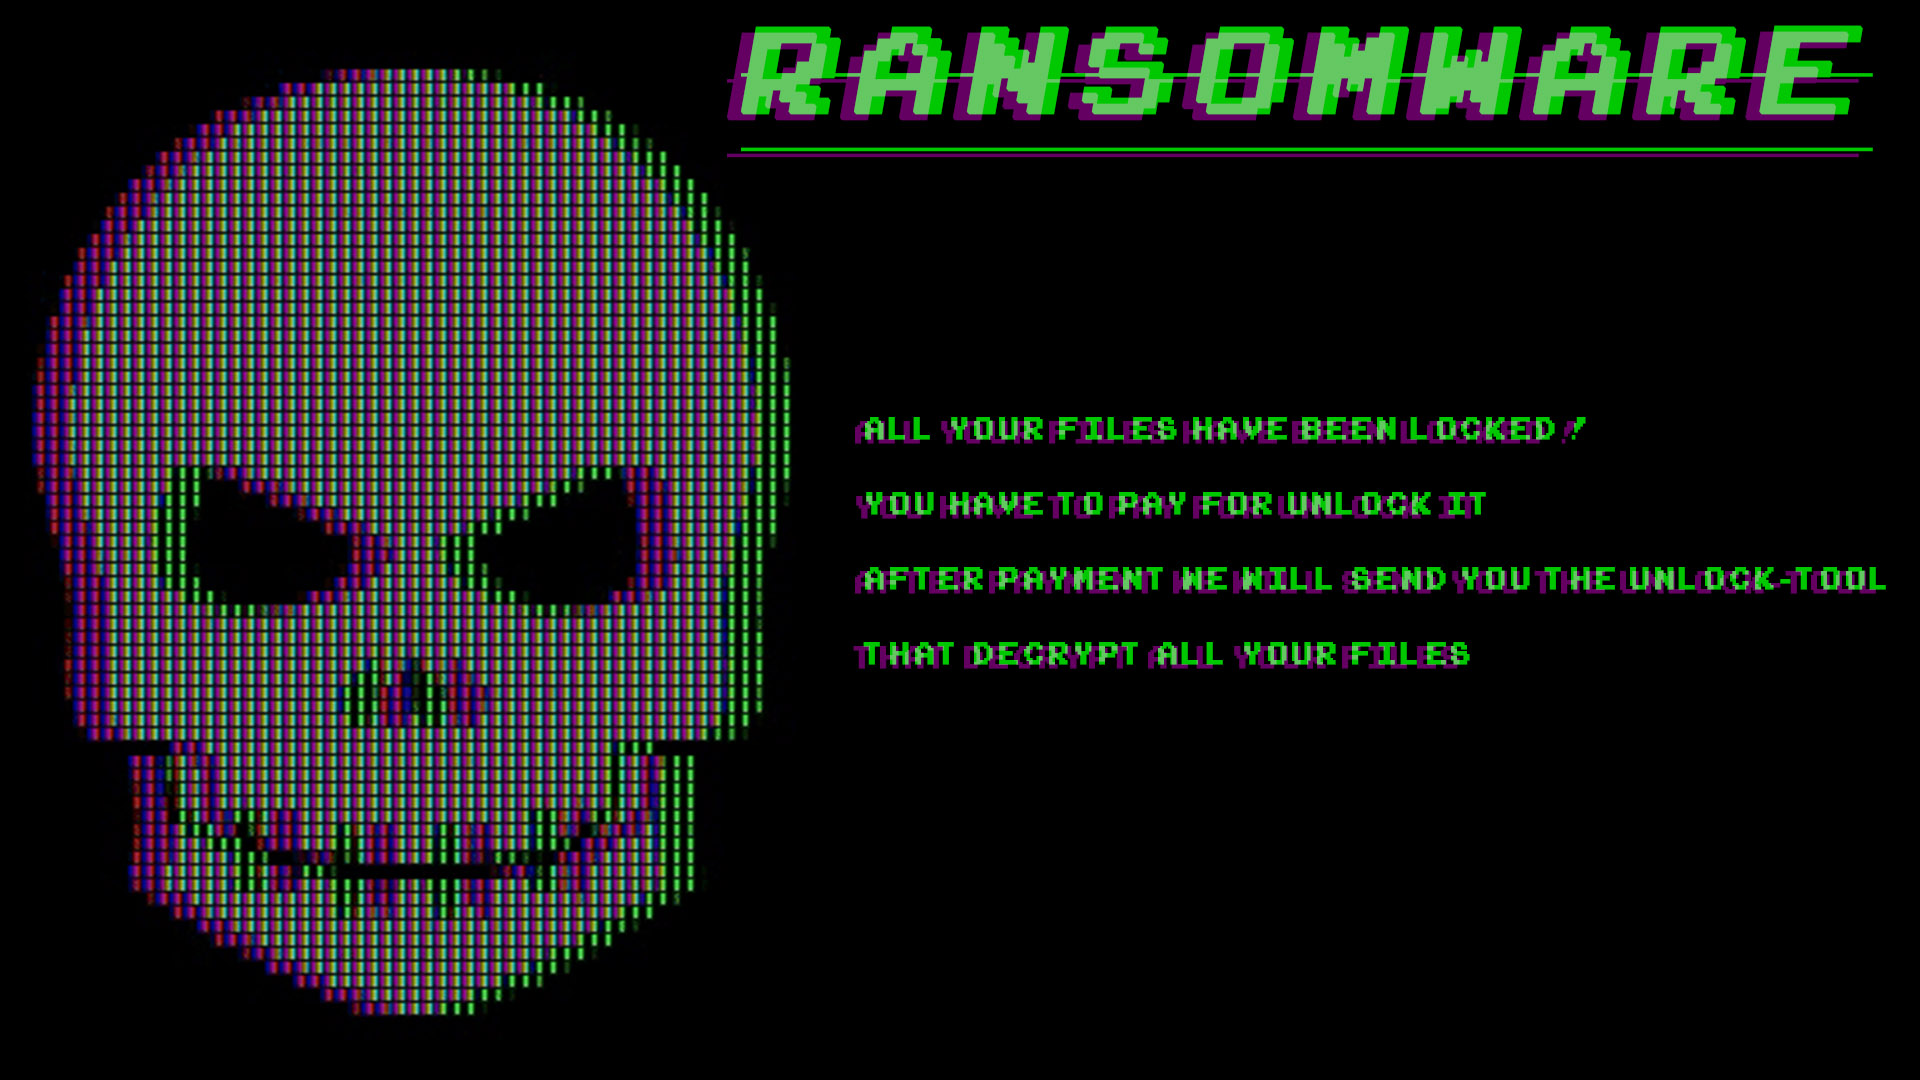 RANSOMWARE
ALL YOUR FILES HAVE BEEN LOCKED!
YOU HAVE TO PAY FOR UNLOCK IT
AFTER PAYMENT WE WILL SEND YOU THE UNLOCK-TOOL
THAT DECRYPT ALL YOUR FILES